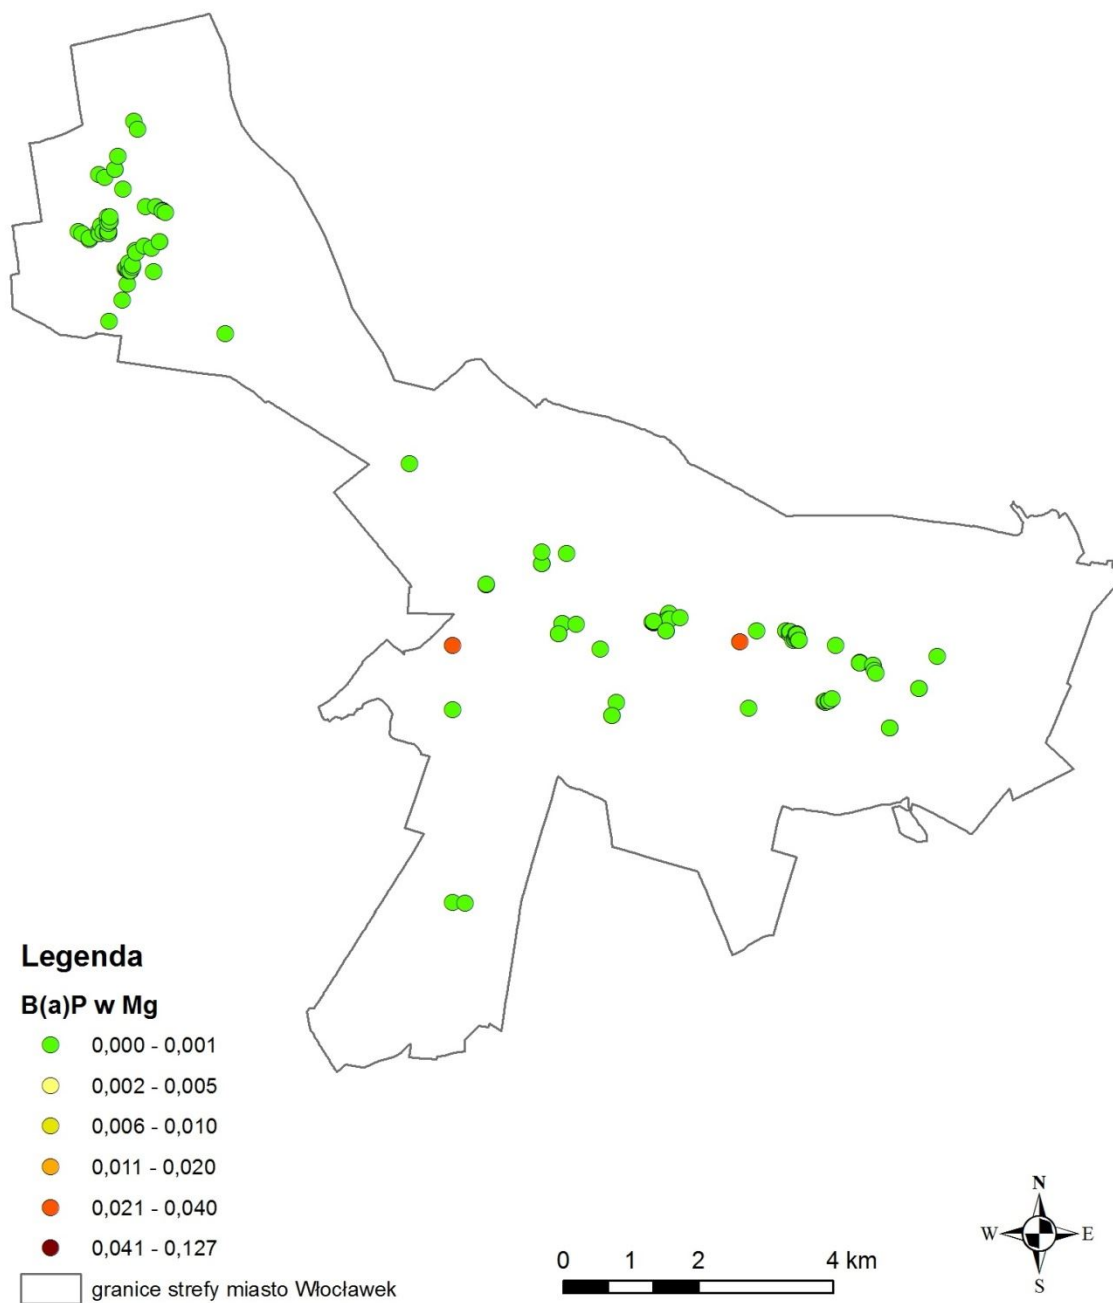 Legenda
B(a)P w Mg
0,000 - 0,001
0,002 - 0,005
0,006 - 0,010
0,011 - 0,020
0,021 - 0,040
0,041 - 0,127
granice strefy miasto Włocławek
0 1 2 4 km
N
W E
S